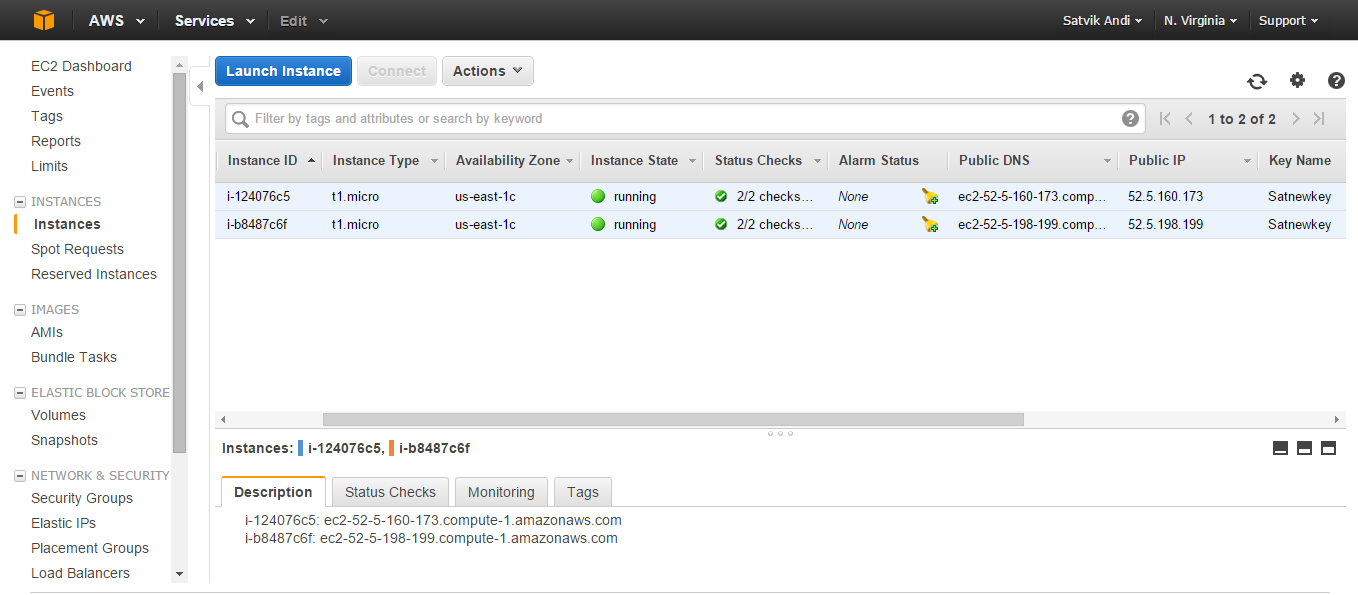 AWS Services Edit Satvik Andi N. Virginia Support
EC2 Dashboard
Events
Tags
Reports
Limits
INSTANCES
Instances
Spot Requests
Reserved Instances
IMAGES
AMIs
Bundle Tasks
ELASTIC BLOCK STORE
Volumes
Snapshots
NETWORK & SECURITY
Security Groups
Elastic IPs
Placement Groups
Load Balancers
Launch Instance Connect Actions
Filter by tags and attributes or search by keyword ? 1 to 2 of 2
Instance ID Instance Type Availability Zone Instance State Status Checks Alarm Status Public DNS Public IP Key Name
i-124076c5 t1.micro us-east-1c running 2/2 checks... None ec2-52-5-160-173.comp... 52.5.160.173 Satnewkey
i-b8487c6f t1.micro us-east-1c running 2/2 checks... None ec2-52-5-198-199.comp... 52.5.198.199 Satnewkey
Instances: i-124076c5, i-b8487c6f
Description Status Checks Monitoring Tags
i-124076c5: ec2-52-5-160-173.compute-1.amazonaws.com
i-b8487c6f: ec2-52-5-198-199.compute-1.amazonaws.com